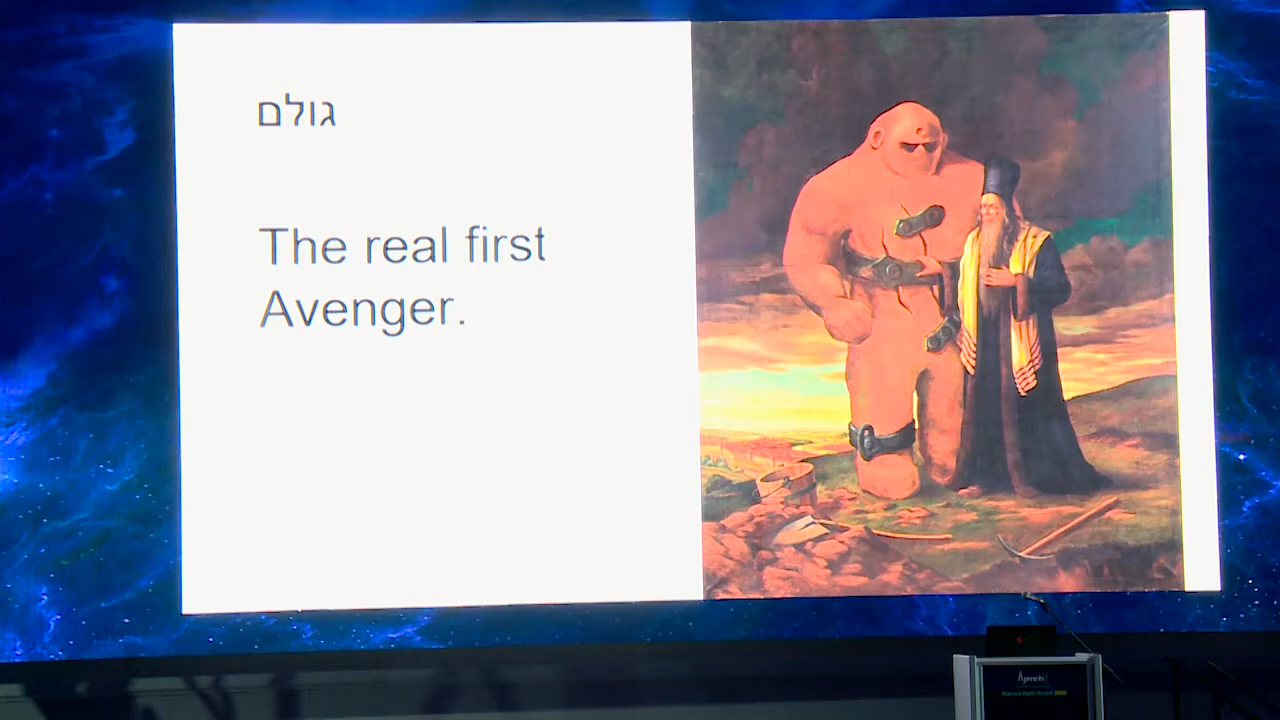 גולם
The real first
Avenger.